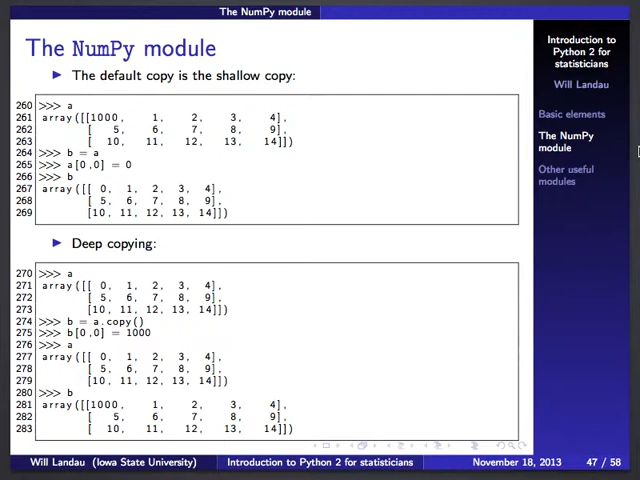 The NumPy module
The NumPy module
Introduction to
Python 2 for
statisticians
Will Landau
Basic elements
The NumPy
module
Other useful
modules
▶ The default copy is the shallow copy:
260 >>> a
261 array([[1000, 1, 2, 3, 4],
262 [ 5, 6, 7, 8, 9],
263 [ 10, 11, 12, 13, 14]])
264 >>> b = a
265 >>> a[0,0] = 0
266 >>> b
267 array([[ 0, 1, 2, 3, 4],
268 [ 5, 6, 7, 8, 9],
269 [10, 11, 12, 13, 14]])
▶ Deep copying:
270 >>> a
271 array([[ 0, 1, 2, 3, 4],
272 [ 5, 6, 7, 8, 9],
273 [10, 11, 12, 13, 14]])
274 >>> b = a.copy()
275 >>> b[0,0] = 1000
276 >>> a
277 array([[ 0, 1, 2, 3, 4],
278 [ 5, 6, 7, 8, 9],
279 [10, 11, 12, 13, 14]])
280 >>> b
281 array([[1000, 1, 2, 3, 4],
282 [ 5, 6, 7, 8, 9],
283 [ 10, 11, 12, 13, 14]])
Will Landau (Iowa State University) Introduction to Python 2 for statisticians November 18, 2013 47 / 58